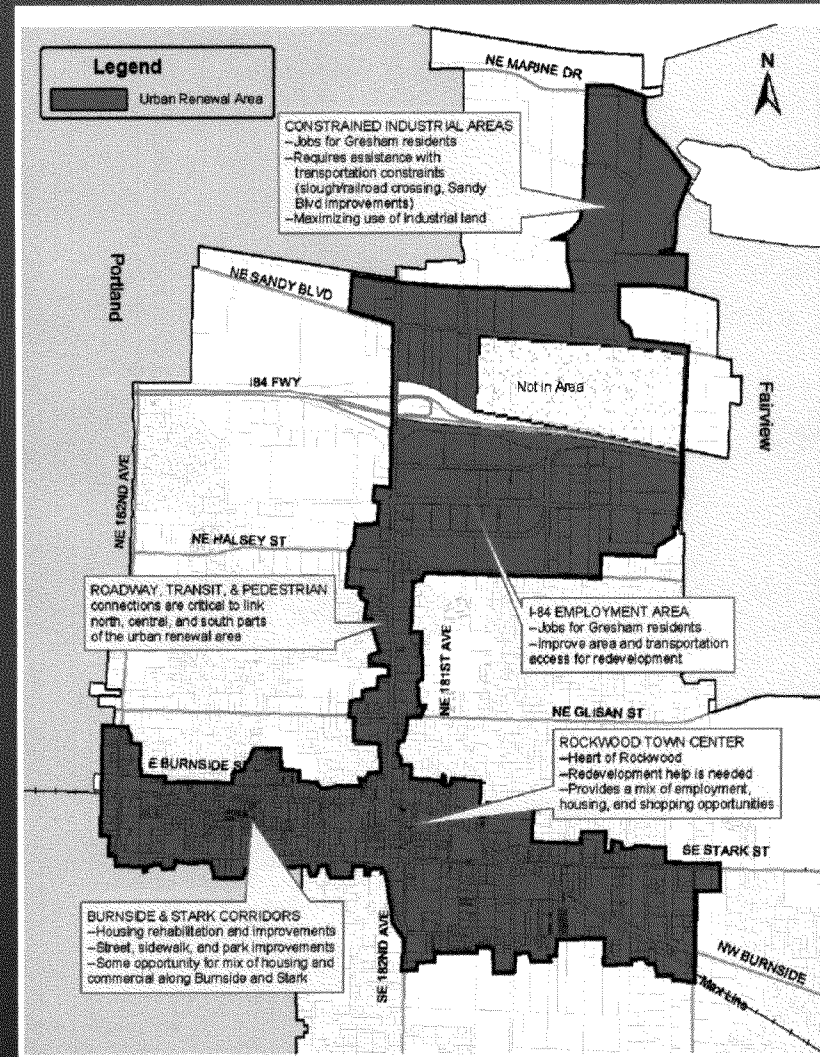 Legend
Urban Renewal Area
NE MARINE DR
N
CONSTRAINED INDUSTRIAL AREAS
–Jobs for Gresham residents
–Requires assistance with
transportation constraints
(slough/railroad crossing, Sandy
Blvd improvements)
–Maximizing use of industrial land
Portland
NE SANDY BLVD
I84 FWY
Not in Area
Fairview
NE 162ND AVE
NE HALSEY ST
ROADWAY, TRANSIT, & PEDESTRIAN
connections are critical to link
north, central, and south parts
of the urban renewal area
I-84 EMPLOYMENT AREA
–Jobs for Gresham residents
–Improve area and transportation
access for redevelopment
NE 181ST AVE
NE GLISAN ST
ROCKWOOD TOWN CENTER
–Heart of Rockwood
–Redevelopment help is needed
–Provides a mix of employment,
housing, and shopping opportunities
E BURNSIDE ST
SE STARK ST
BURNSIDE & STARK CORRIDORS
–Housing rehabilitation and improvements
–Street, sidewalk, and park improvements
–Some opportunity for mix of housing and
commercial along Burnside and Stark
SE 182ND AVE
NW BURNSIDE
Max Line